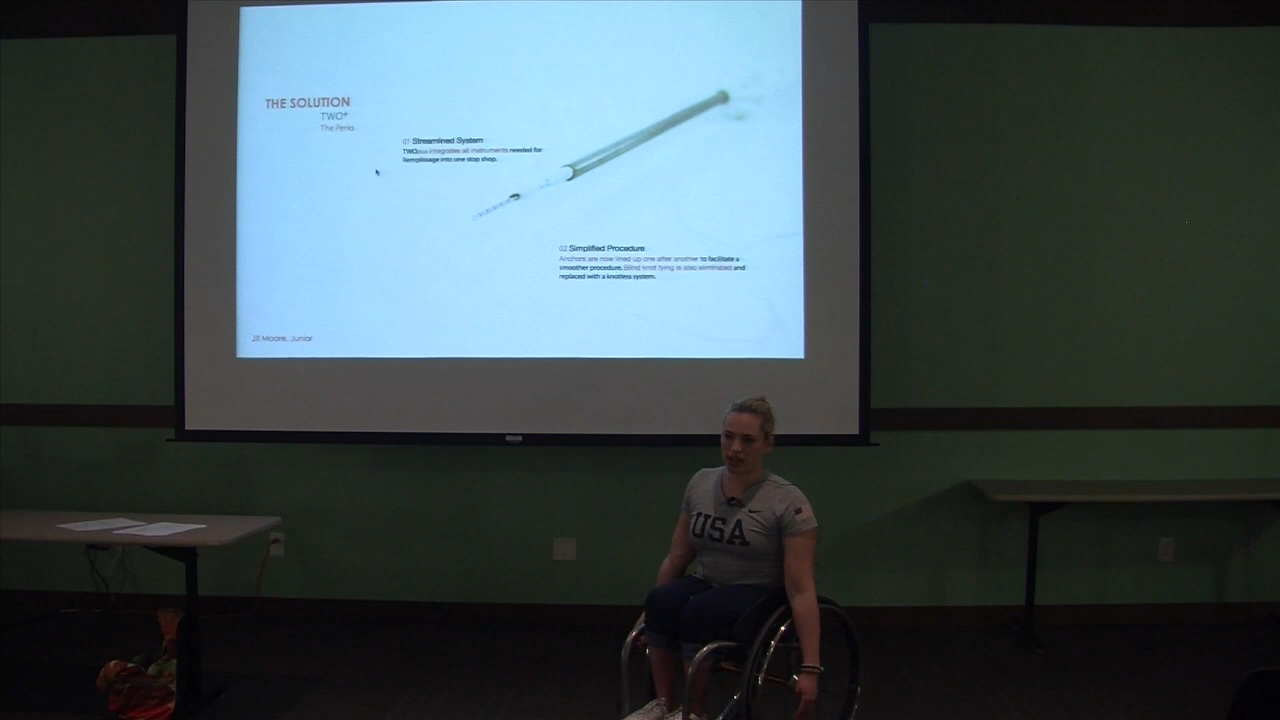 THE SOLUTION
TWO+
The Perks
01 Streamlined System
TWOplus integrates all instruments needed for
Remplissage into one stop shop.
02 Simplified Procedure
Anchors are now lined up one after another to facilitate a
smoother procedure. Blind knot tying is also eliminated and
replaced with a knotless system.
Jill Moore, Junior
USA